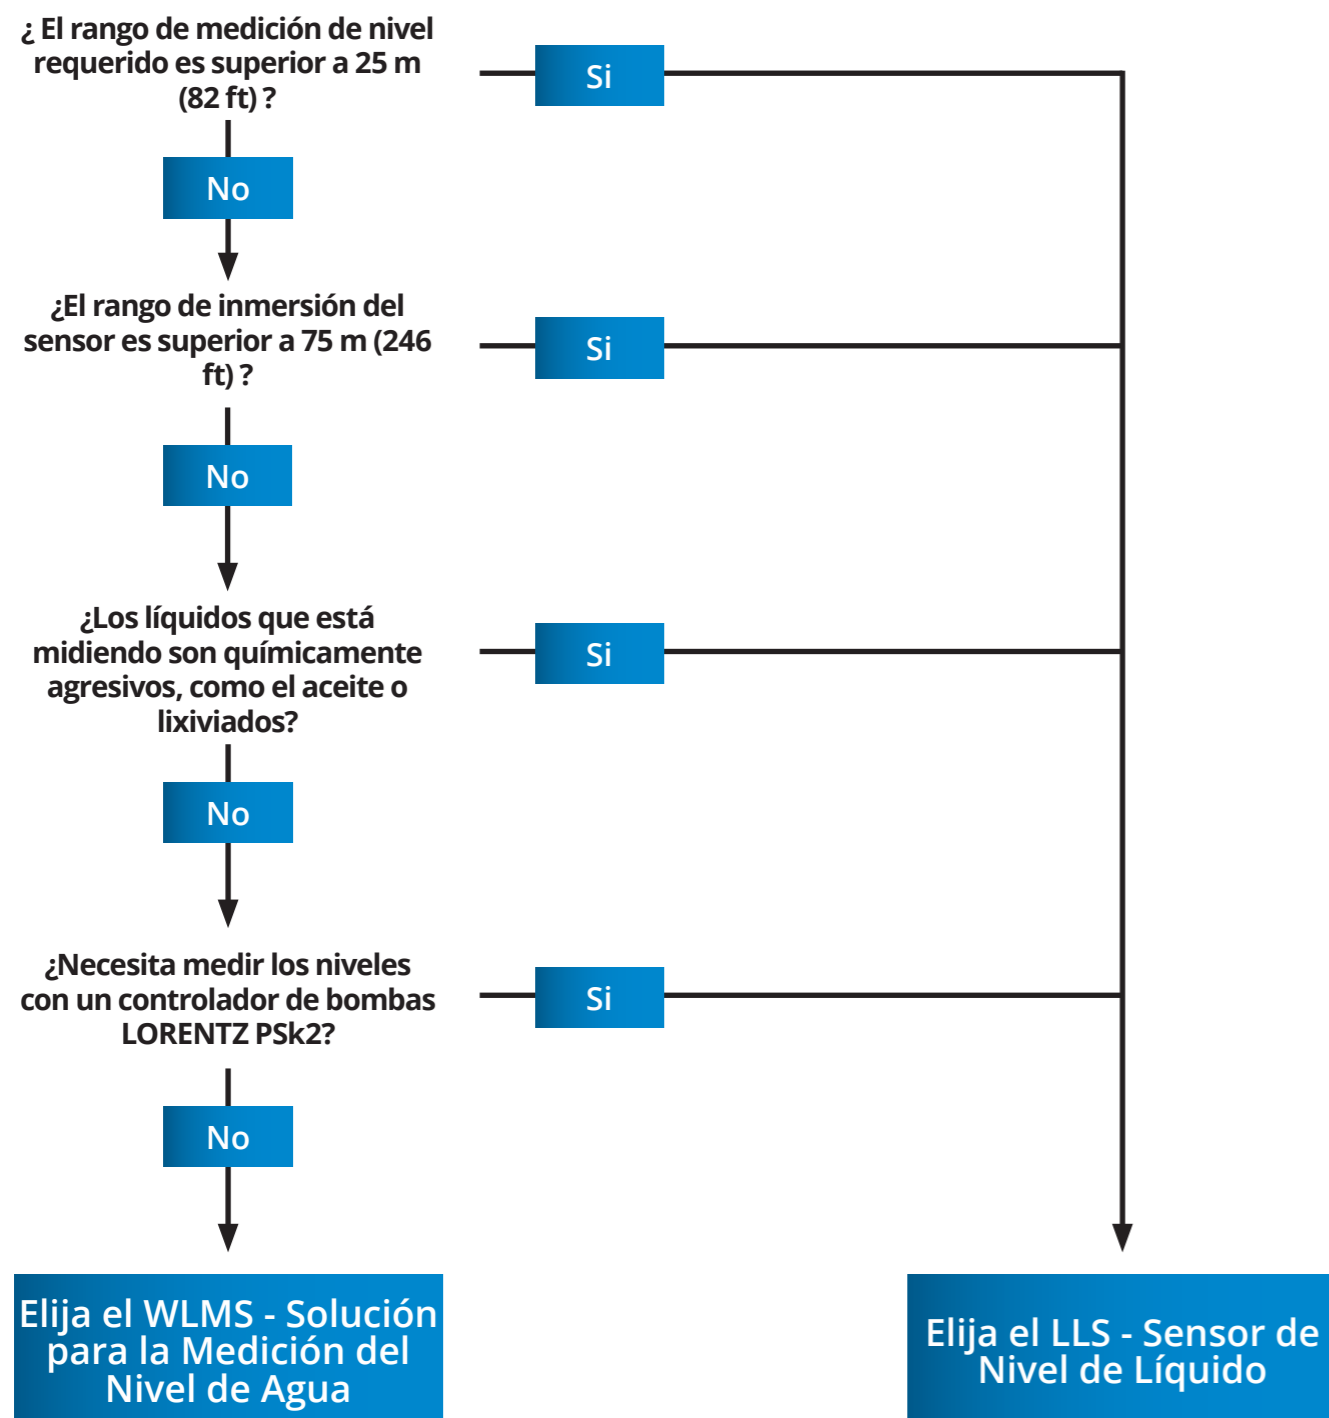 ¿ El rango de medición de nivel
requerido es superior a 25 m
(82 ft) ?
Si
No
¿El rango de inmersión del
sensor es superior a 75 m (246
ft) ?
Si
No
¿Los líquidos que está
midiendo son químicamente
agresivos, como el aceite o
lixiviados?
Si
No
¿Necesita medir los niveles
con un controlador de bombas
LORENTZ PSk2?
Si
No
Elija el WLMS - Solución
para la Medición del
Nivel de Agua
Elija el LLS - Sensor de
Nivel de Líquido